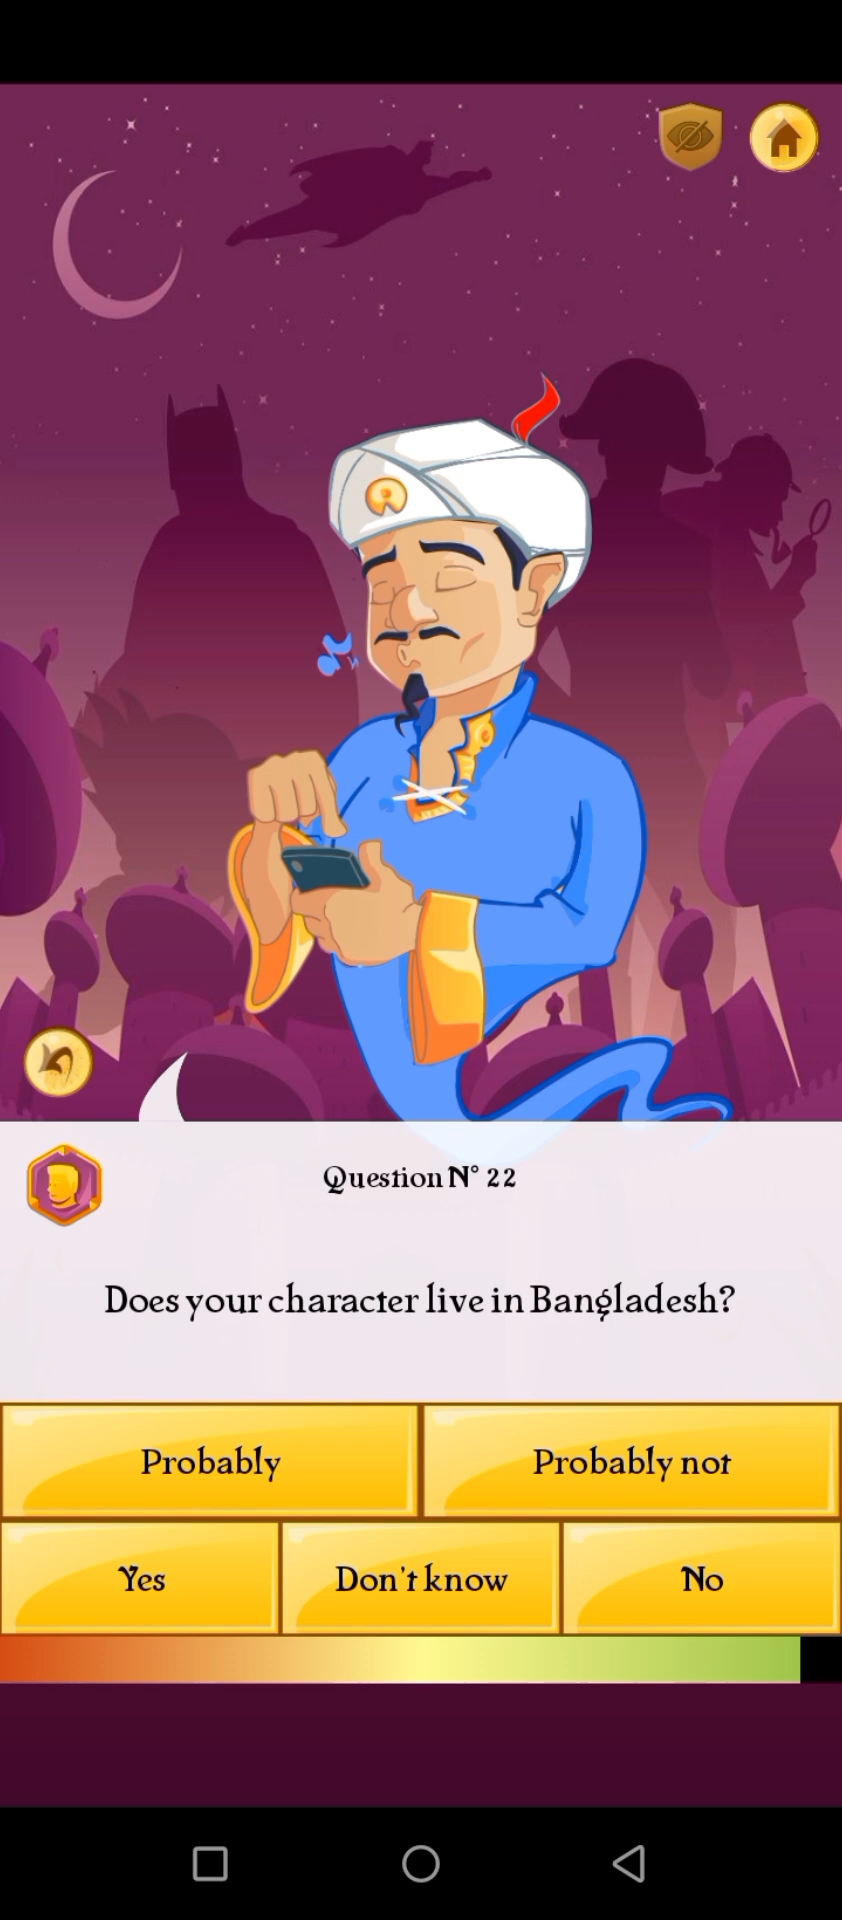 Question N° 22
Does your character live in Bangladesh?
Probably
Probably not
Yes
Don't know
No